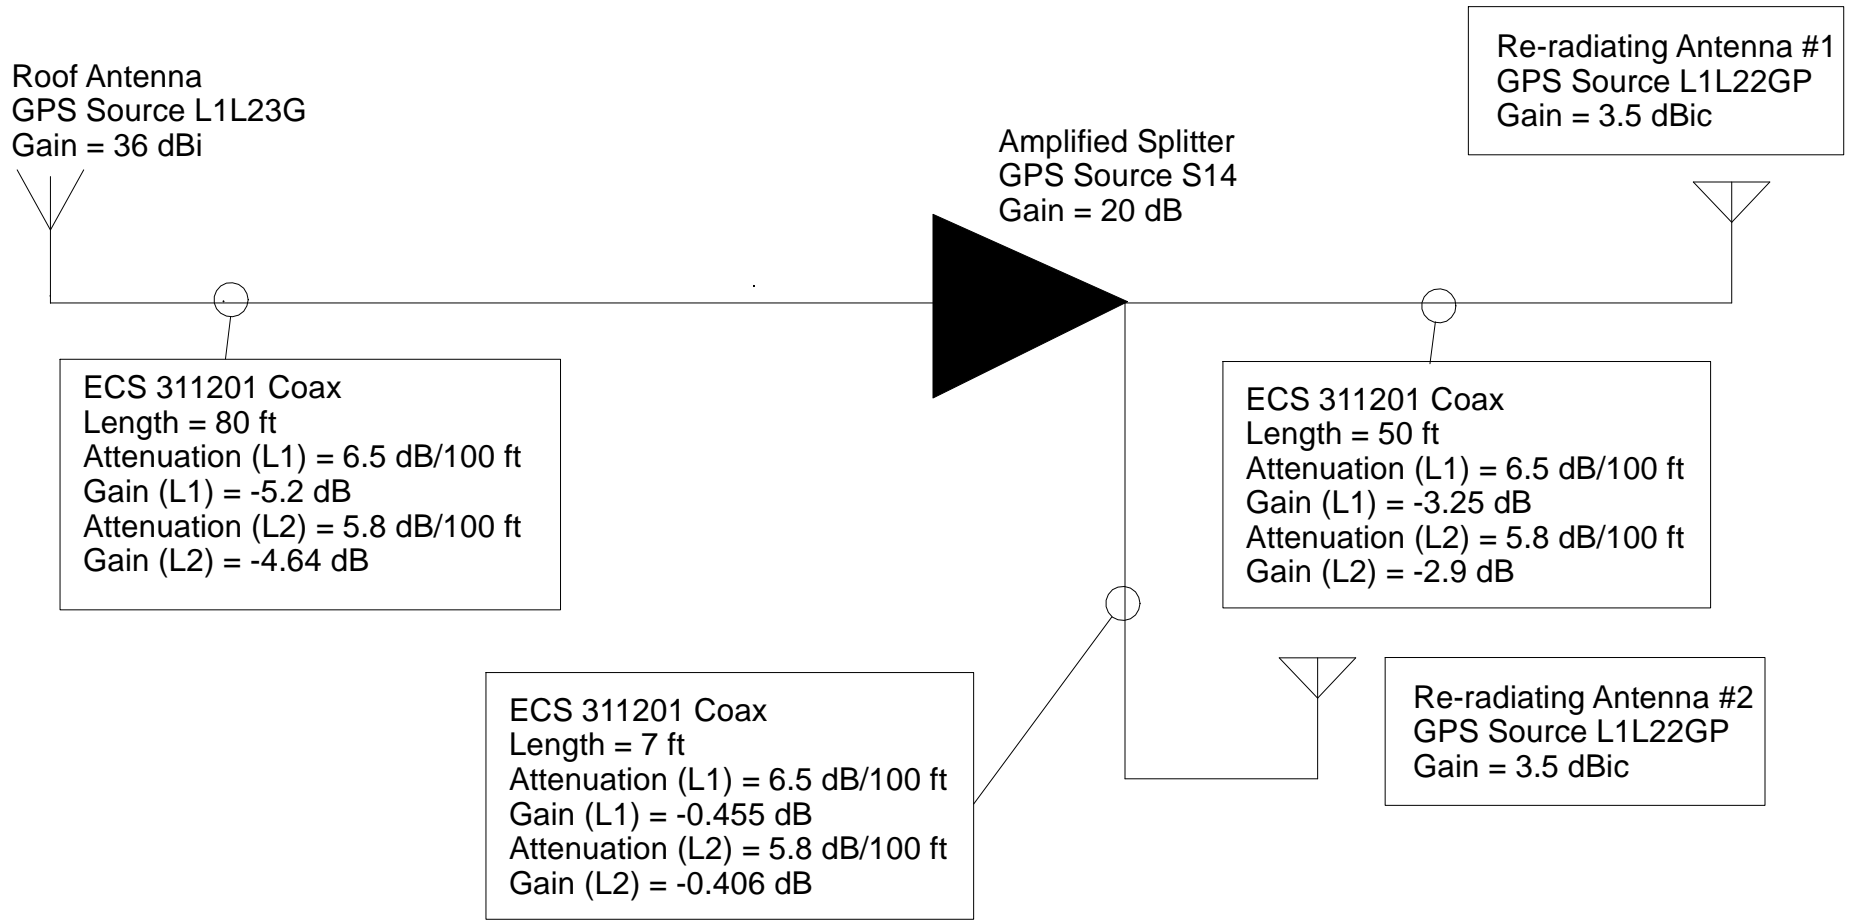 Roof Antenna
GPS Source L1L23G
Gain = 36 dBi
Amplified Splitter
GPS Source S14
Gain = 20 dB
Re-radiating Antenna #1
GPS Source L1L22GP
Gain = 3.5 dBic
ECS 311201 Coax
Length = 80 ft
Attenuation (L1) = 6.5 dB/100 ft
Gain (L1) = -5.2 dB
Attenuation (L2) = 5.8 dB/100 ft
Gain (L2) = -4.64 dB
ECS 311201 Coax
Length = 50 ft
Attenuation (L1) = 6.5 dB/100 ft
Gain (L1) = -3.25 dB
Attenuation (L2) = 5.8 dB/100 ft
Gain (L2) = -2.9 dB
ECS 311201 Coax
Length = 7 ft
Attenuation (L1) = 6.5 dB/100 ft
Gain (L1) = -0.455 dB
Attenuation (L2) = 5.8 dB/100 ft
Gain (L2) = -0.406 dB
Re-radiating Antenna #2
GPS Source L1L22GP
Gain = 3.5 dBic